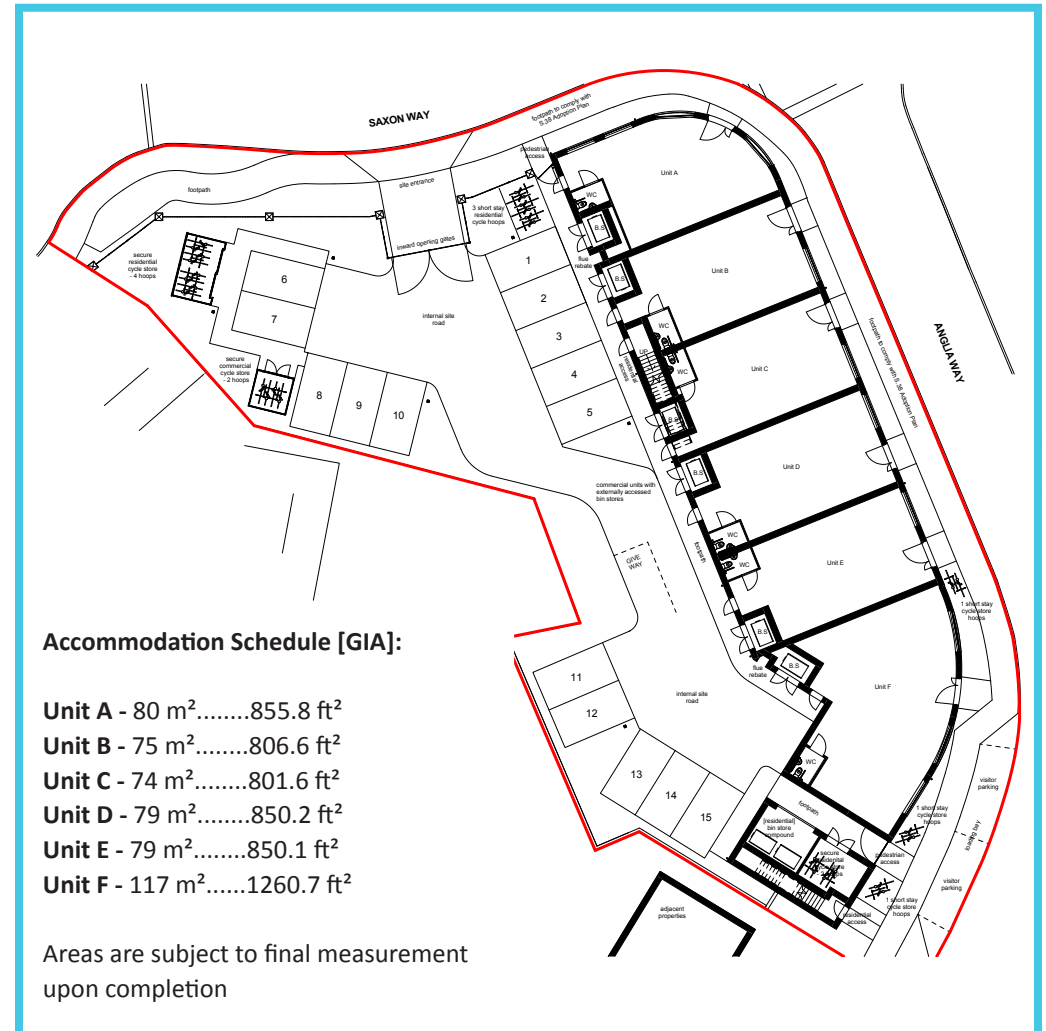 SAXON WAY
footpath to comply with
S.38 Adoption Plan
pedestrian
access
footpath
site entrance
3 short stay
residential
cycle hoops
inward opening gates
secure
residential
cycle store
- 4 hoops
6
7
internal site
road
secure
commercial
cycle store
- 2 hoops
8
9
10
1
2
3
4
5
Unit A
WC
B.S
flue
rebate
B.S
Unit B
WC
UP
WC
residential
access
Unit C
B.S
B.S
Unit D
commercial units with
externally accessed
bin stores
WC
WC
footpath
GIVE
WAY
Unit E
footpath to comply with S.38 Adoption Plan
ANGLIA WAY
1 short stay
cycle store
hoops
B.S
B.S
flue
rebate
Unit F
internal site
road
11
12
13
14
15
WC
footpath
[residential]
bin store
compound
secure
1 short stay
cycle store
hoops
pedestrian
access
visitor
parking
loading bay
visitor
parking
1 short stay
cycle store
hoops
residential
access
adjacent
properties
Accommodation Schedule [GIA]:
Unit A - 80 m²........855.8 ft²
Unit B - 75 m²........806.6 ft²
Unit C - 74 m²........801.6 ft²
Unit D - 79 m²........850.2 ft²
Unit E - 79 m²........850.1 ft²
Unit F - 117 m²......1260.7 ft²
Areas are subject to final measurement
upon completion